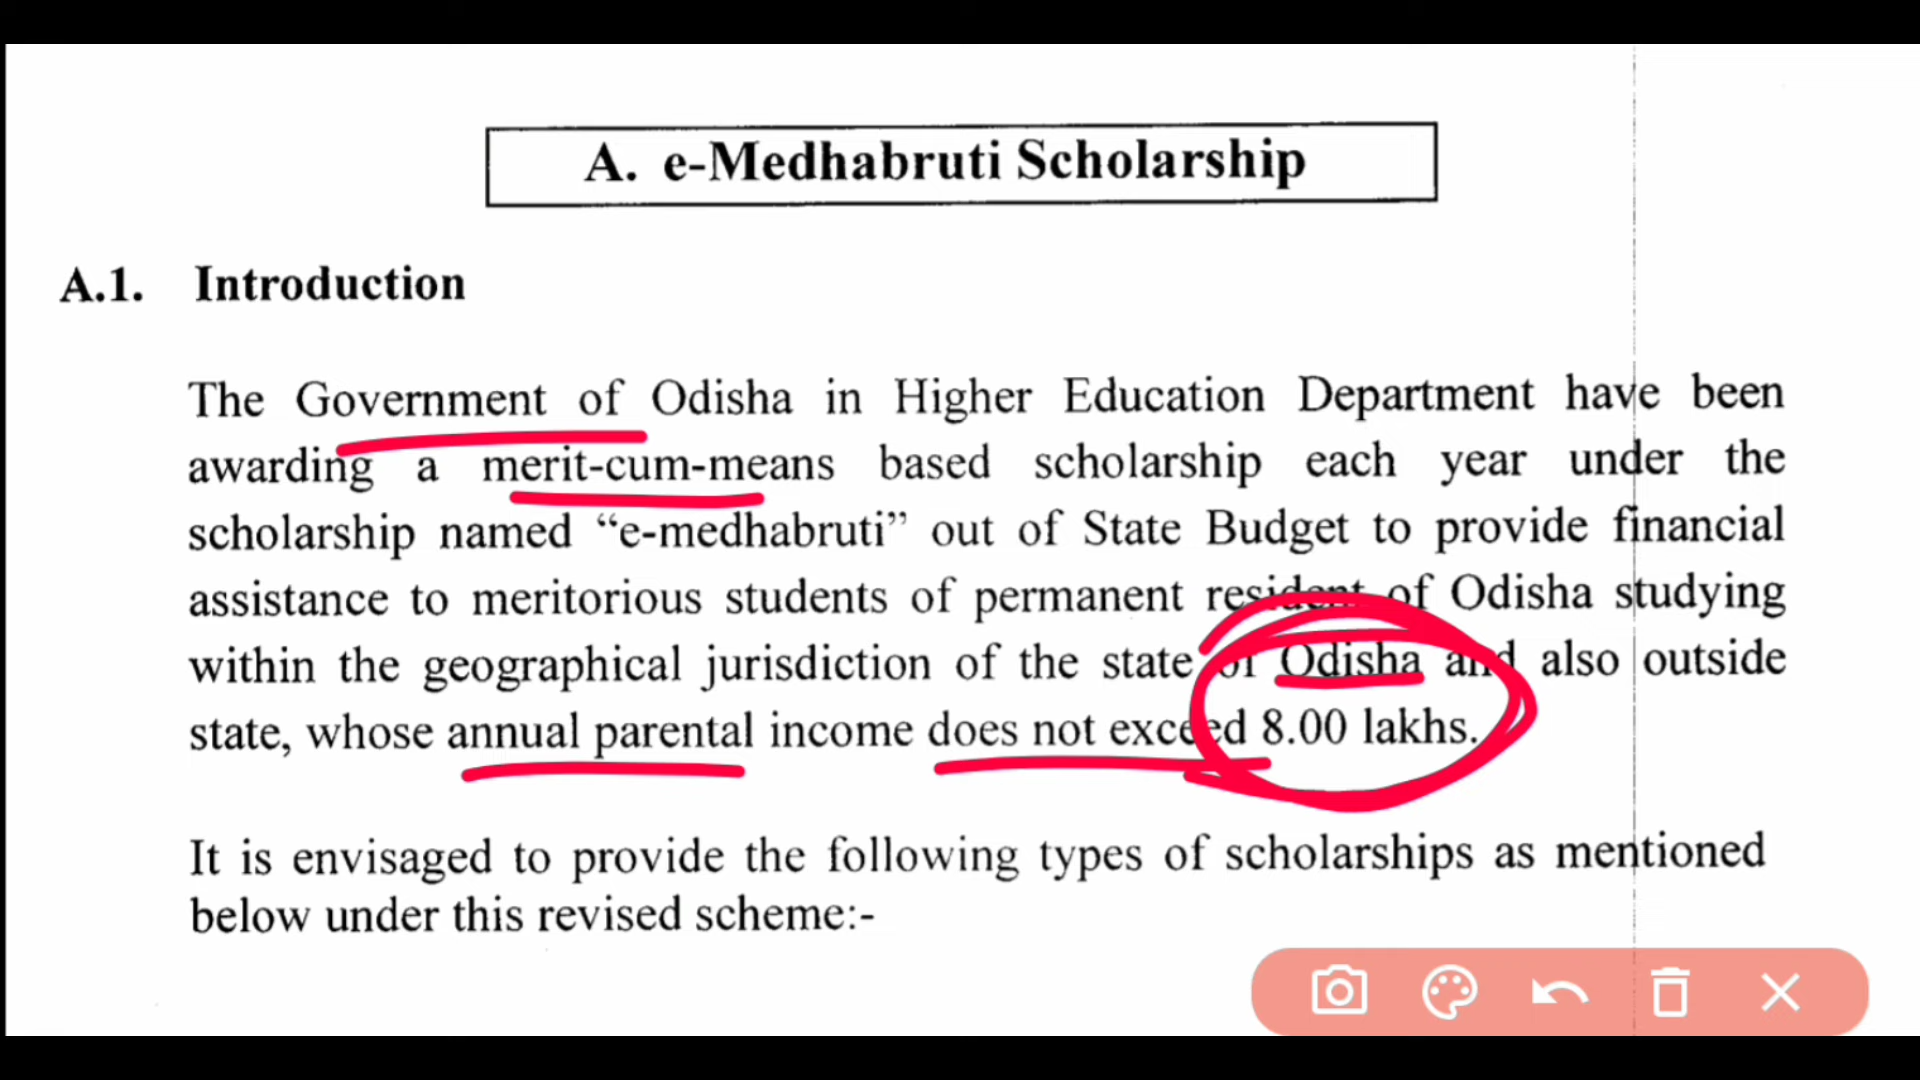 A. e-Medhabruti Scholarship
A.1. Introduction
The Government of Odisha in Higher Education Department have been
awarding a merit-cum-means based scholarship each year under the
scholarship named “e-medhabruti” out of State Budget to provide financial
assistance to meritorious students of permanent resident of Odisha studying
within the geographical jurisdiction of the state of Odisha and also outside
state, whose annual parental income does not exceed 8.00 lakhs.
It is envisaged to provide the following types of scholarships as mentioned
below under this revised scheme:-